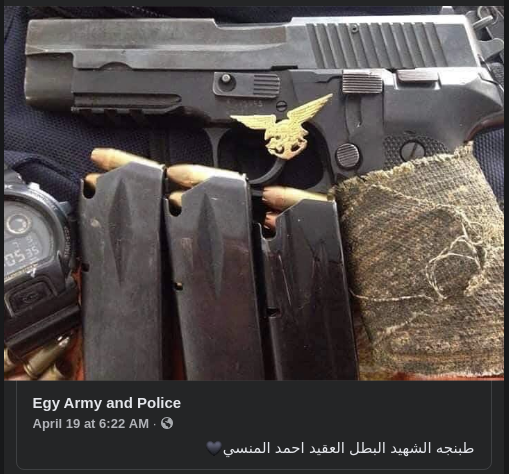 Egy Army and Police
April 19 at 6:22 AM ·
طبنجه الشهيد البطل العقيد احمد المنسي🖤